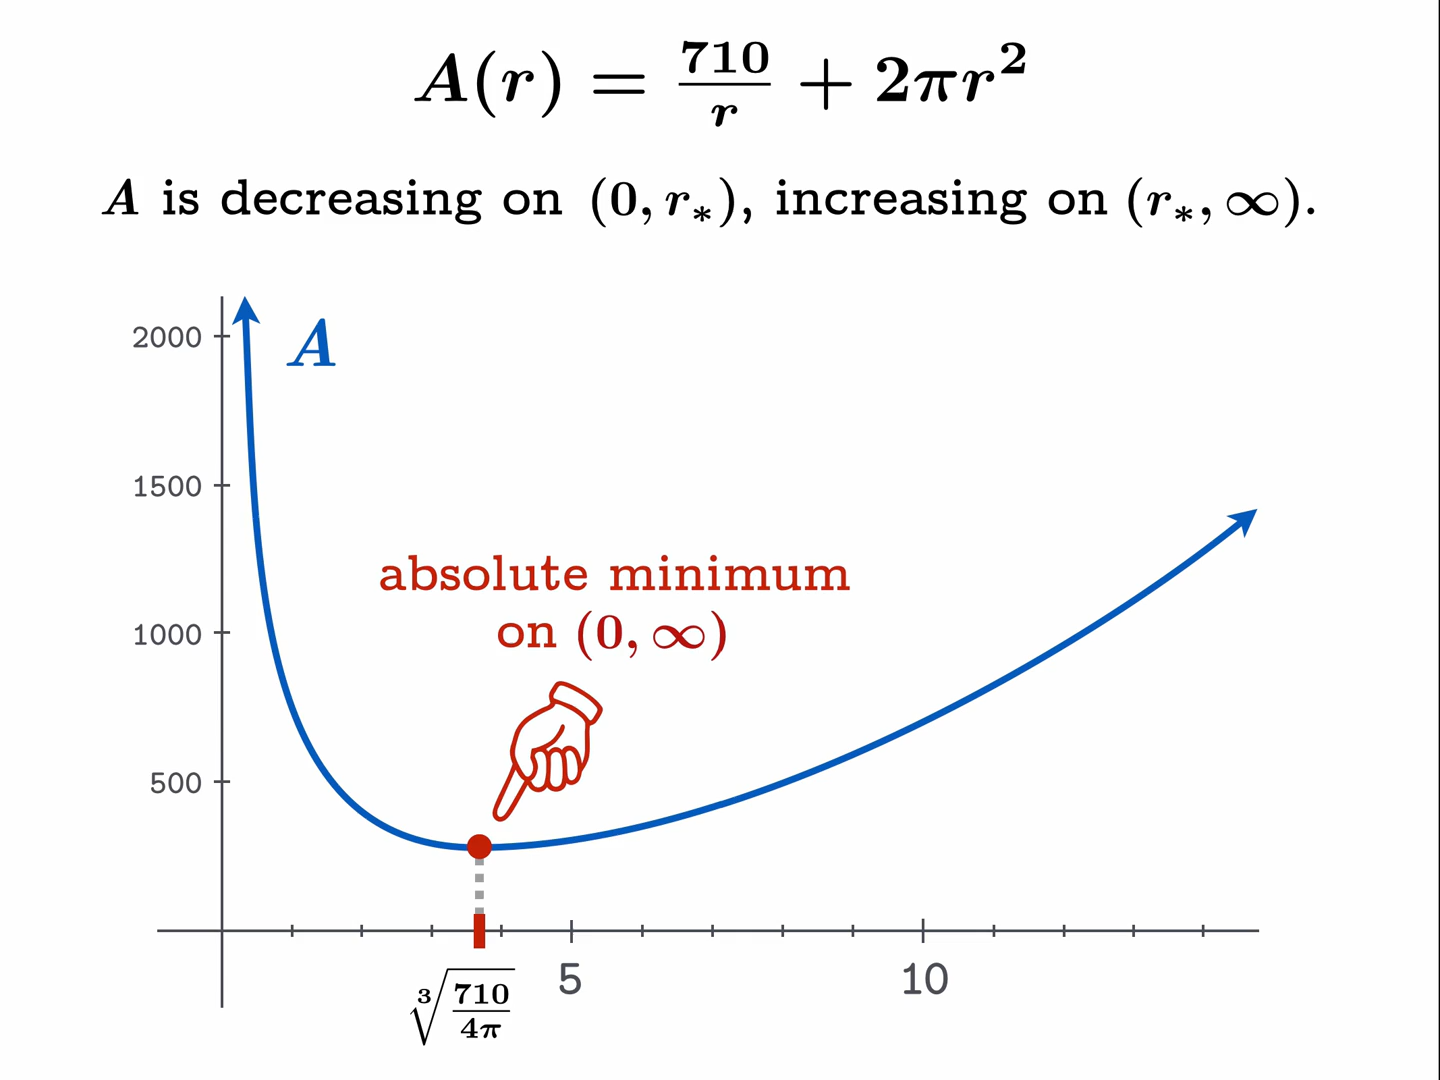 A(r) = 710/r + 2πr²
A is decreasing on (0, r∗), increasing on (r∗, ∞).
2000
A
1500
absolute minimum
on (0, ∞)
1000
500
5
10
∛(710/4π)